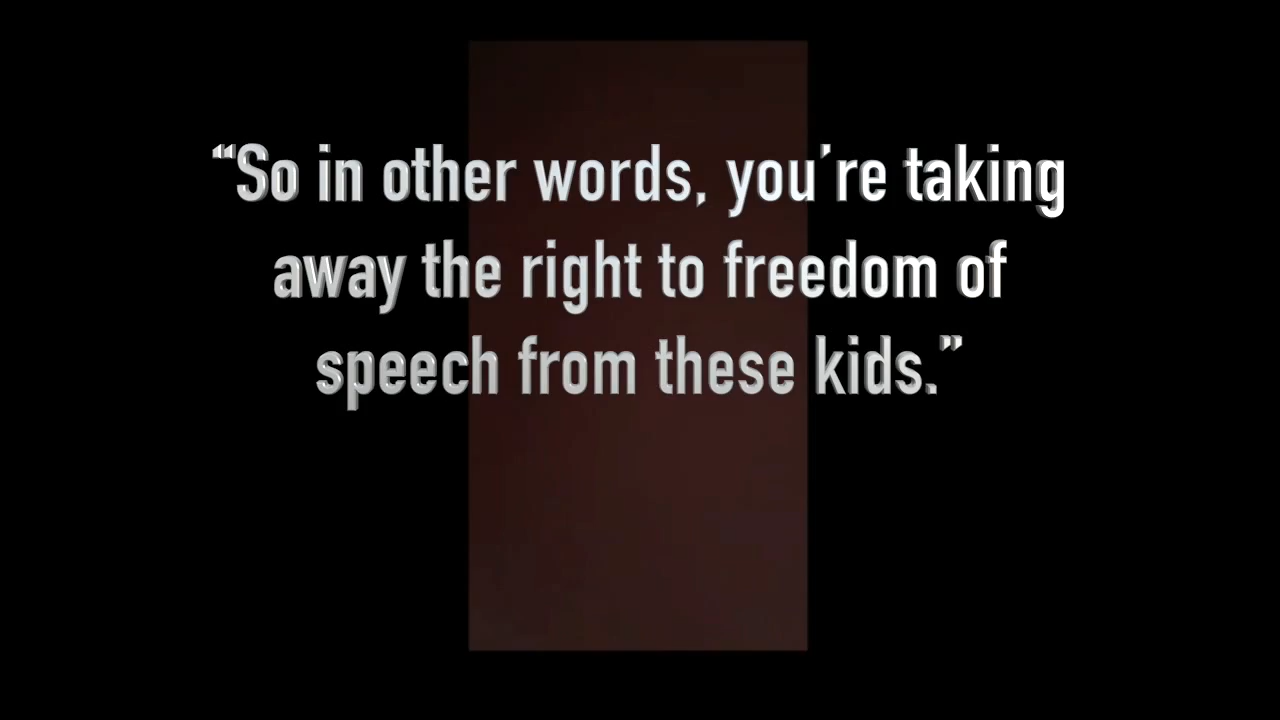 “So in other words, you’re taking
away the right to freedom of
speech from these kids.”